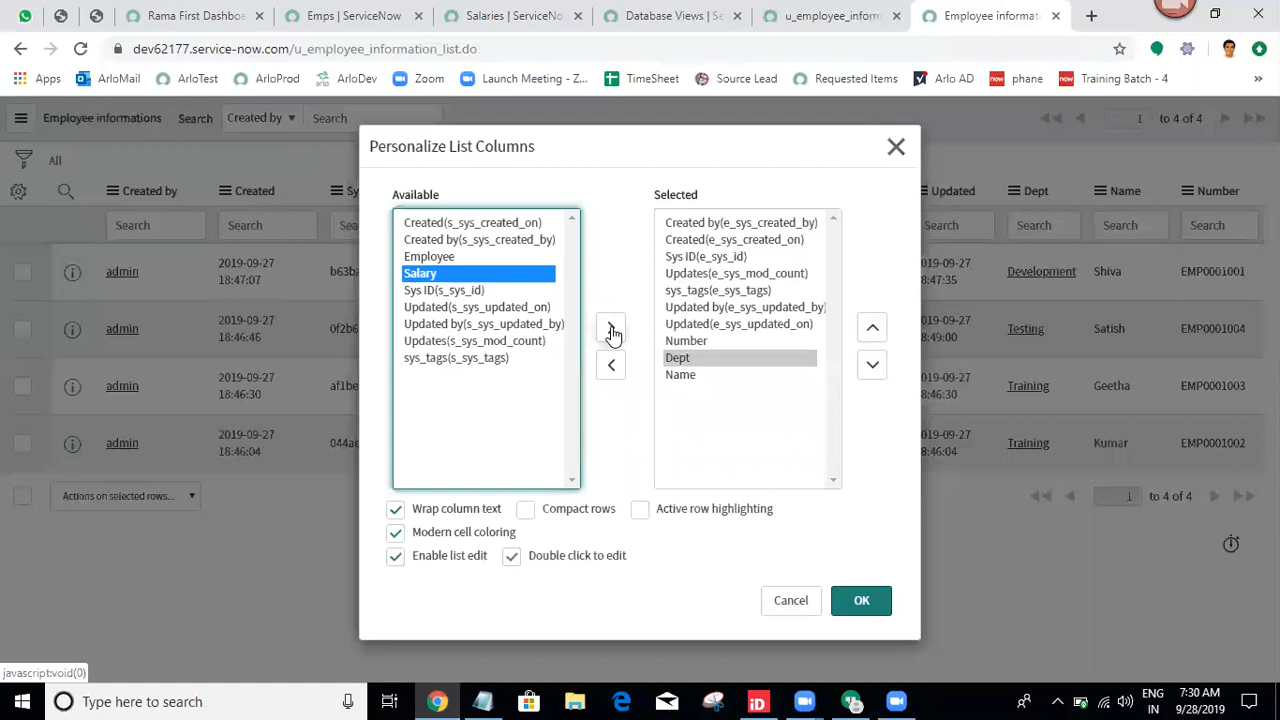 Rama First Dashbo
Emps | ServiceNow
Salaries | ServiceNo
Database Views | S
u_employee_informa
Employee informati
dev62177.service-now.com/u_employee_information_list.do
Apps
ArloMail
ArloTest
ArloProd
ArloDev
Zoom
Launch Meeting - Z...
TimeSheet
Source Lead
Requested Items
Arlo AD
phane
Training Batch - 4
Employee informations
Search
Created by
Search
1 to 4 of 4
All
Created by
Created
Sy
Updated
Dept
Name
Number
Search
Search
Sear
Search
Search
Search
Search
admin
2019-09-27
18:47:07
b63ba
2019-09-27
18:49:00
Development
Shiva
EMP0001001
admin
2019-09-27
18:46:46
0f2b6
2019-09-27
18:46:46
Testing
Satish
EMP0001004
admin
2019-09-27
18:46:30
af1be
2019-09-27
18:46:30
Training
Geetha
EMP0001003
admin
2019-09-27
18:46:04
044ac
2019-09-27
18:46:04
Training
Kumar
EMP0001002
Actions on selected rows...
1 to 4 of 4
Personalize List Columns
Available
Created(s_sys_created_on)
Created by(s_sys_created_by)
Employee
Salary
Sys ID(s_sys_id)
Updated(s_sys_updated_on)
Updated by(s_sys_updated_by)
Updates(s_sys_mod_count)
sys_tags(s_sys_tags)
Selected
Created by(e_sys_created_by)
Created(e_sys_created_on)
Sys ID(e_sys_id)
Updates(e_sys_mod_count)
sys_tags(e_sys_tags)
Updated by(e_sys_updated_by)
Updated(e_sys_updated_on)
Number
Dept
Name
Wrap column text
Compact rows
Active row highlighting
Modern cell coloring
Enable list edit
Double click to edit
Cancel
OK
javascript:void(0)
Type here to search
iD
ENG
IN
7:30 AM
9/28/2019